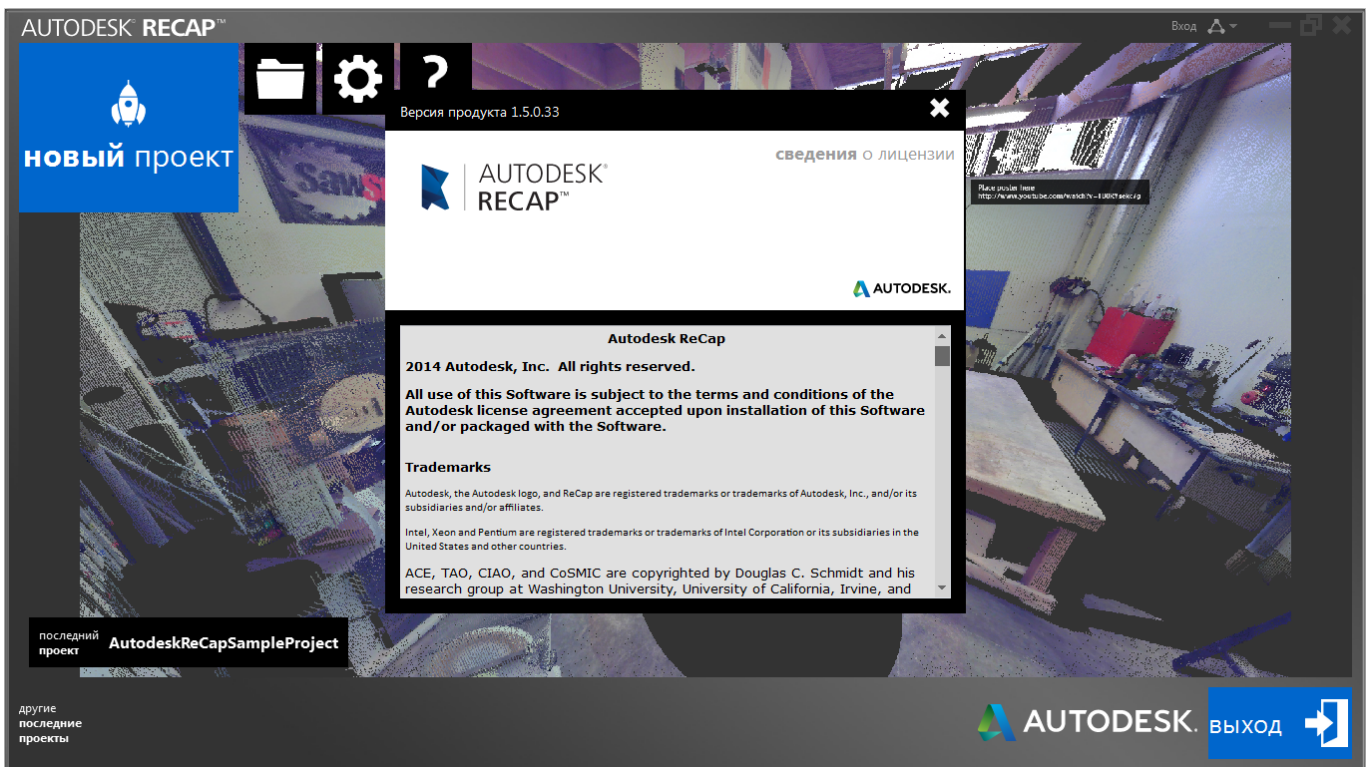 AUTODESK® RECAP™
Вход
новый проект
?
Версия продукта 1.5.0.33
сведения о лицензии
AUTODESK®
RECAP™
Place poster here
AUTODESK.
Autodesk ReCap
2014 Autodesk, Inc.  All rights reserved.
All use of this Software is subject to the terms and conditions of the
Autodesk license agreement accepted upon installation of this Software
and/or packaged with the Software.
Trademarks
Autodesk, the Autodesk logo, and ReCap are registered trademarks or trademarks of Autodesk, Inc., and/or its
subsidiaries and/or affiliates.
Intel, Xeon and Pentium are registered trademarks or trademarks of Intel Corporation or its subsidiaries in the
United States and other countries.
ACE, TAO, CIAO, and CoSMIC are copyrighted by Douglas C. Schmidt and his
research group at Washington University, University of California, Irvine, and
последний
проект
AutodeskReCapSampleProject
другие
последние
проекты
AUTODESK.
выход